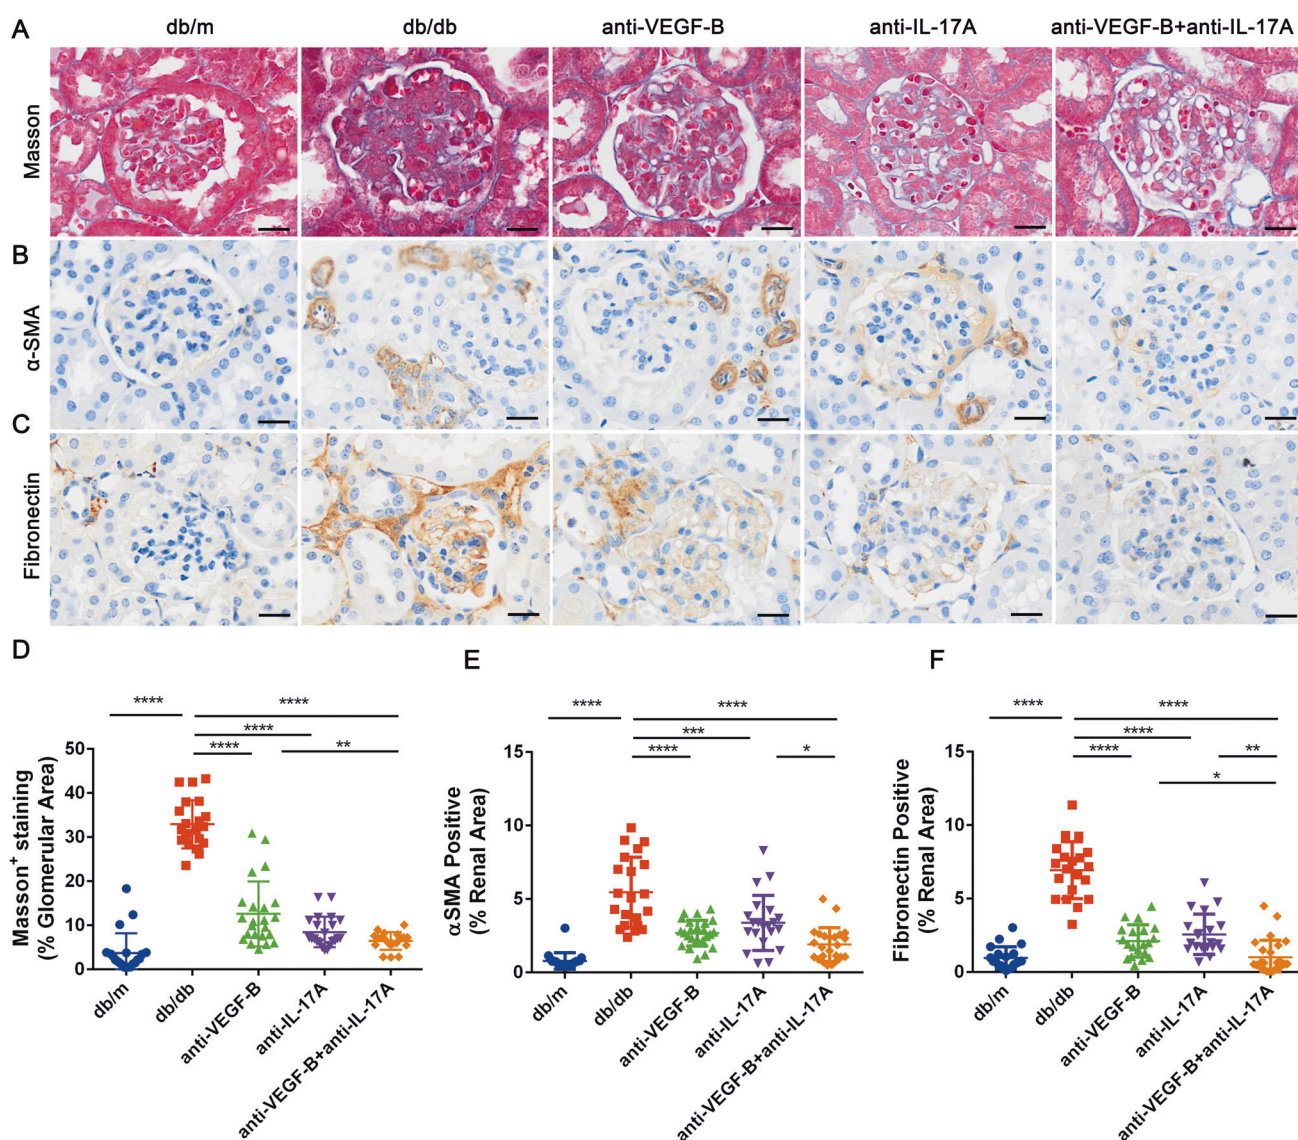 A
db/m
db/db
anti-VEGF-B
anti-IL-17A
anti-VEGF-B+anti-IL-17A
Masson
B
α-SMA
C
Fibronectin
D
****
****
****
****
**
Masson⁺ staining
(% Glomerular Area)
50
40
30
20
10
0
db/m
db/db
anti-VEGF-B
anti-IL-17A
anti-VEGF-B+anti-IL-17A
E
****
****
***
****
*
αSMA Positive
(% Renal Area)
15
10
5
0
db/m
db/db
anti-VEGF-B
anti-IL-17A
anti-VEGF-B+anti-IL-17A
F
****
****
****
****
**
*
Fibronectin Positive
(% Renal Area)
15
10
5
0
db/m
db/db
anti-VEGF-B
anti-IL-17A
anti-VEGF-B+anti-IL-17A